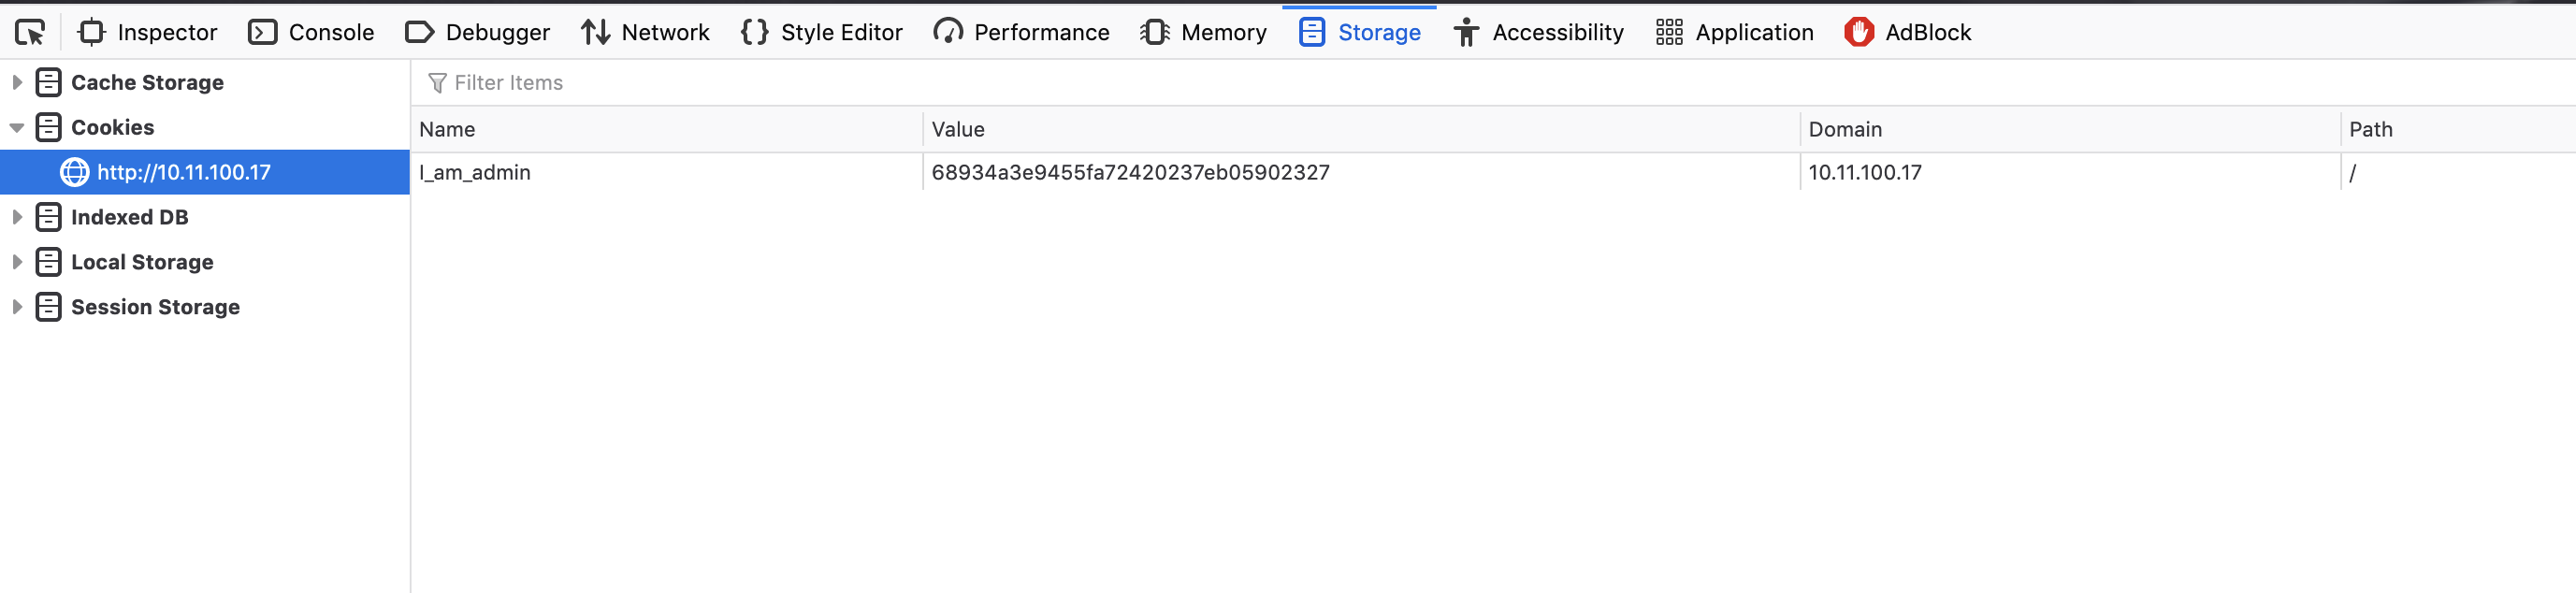 Inspector Console Debugger Network Style Editor Performance Memory Storage Accessibility Application AdBlock
Cache Storage
Filter Items
Cookies
Name Value Domain Path
http://10.11.100.17
I_am_admin 68934a3e9455fa72420237eb05902327 10.11.100.17 /
Indexed DB
Local Storage
Session Storage